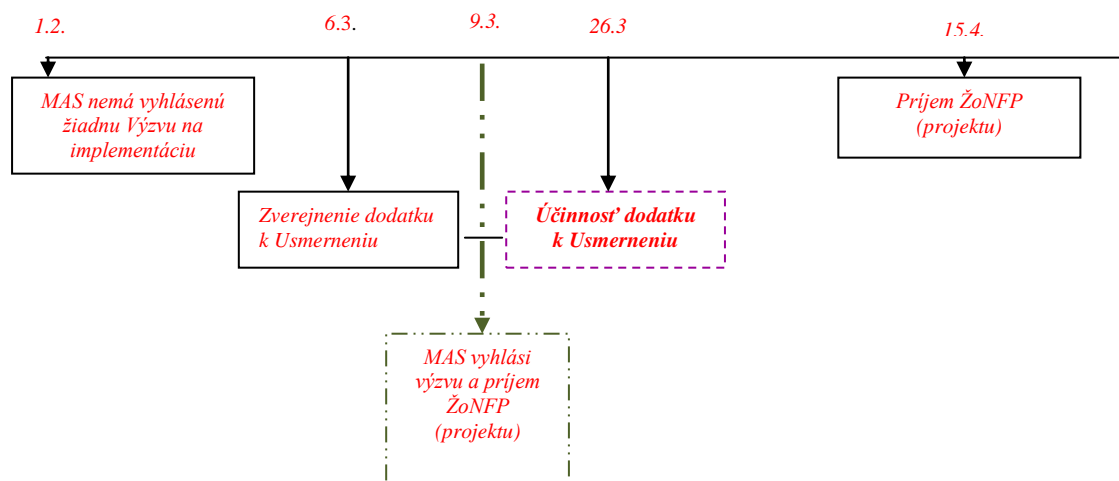 1.2.
6.3.
9.3.
26.3
15.4.
MAS nemá vyhlásenú
žiadnu Výzvu na
implementáciu
Príjem ŽoNFP
(projektu)
Zverejnenie dodatku
k Usmerneniu
Účinnosť dodatku
k Usmerneniu
MAS vyhlási
výzvu a príjem
ŽoNFP
(projektu)